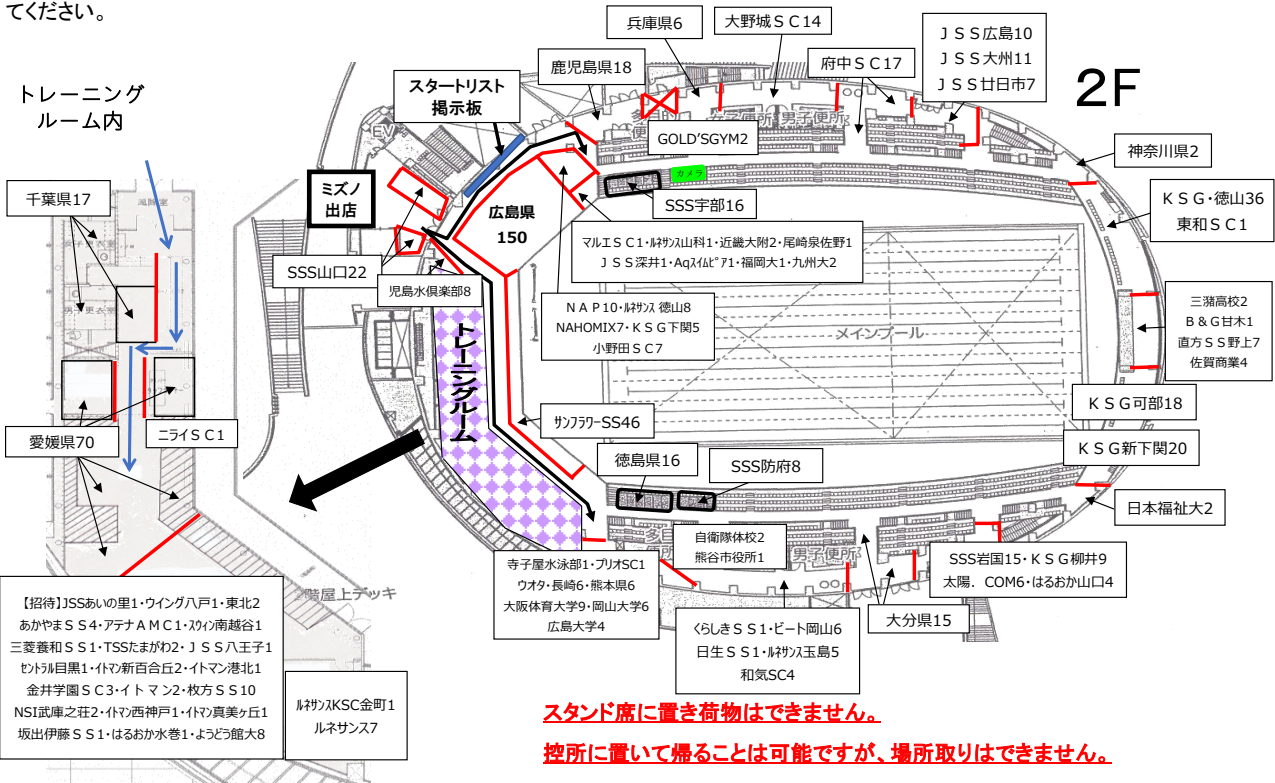 てください。
兵庫県6
大野城ＳＣ14
ＪＳＳ広島10
ＪＳＳ大州11
ＪＳＳ廿日市7
2F
鹿児島県18
府中ＳＣ17
スタートリスト
掲示板
トレーニング
ルーム内
EV
女子便所
男子便所
GOLD'SGYM2
神奈川県2
カメラ
千葉県17
風除室
ミズノ
出店
SSS宇部16
ＫＳＧ・徳山36
東和ＳＣ1
広島県
150
マルエＳＣ1・ﾙﾈｻﾝｽ山科1・近畿大附2・尾崎泉佐野1
ＪＳＳ深井1・Aqｽｲﾑﾋﾟｱ1・福岡大1・九州大2
SSS山口22
児島水倶楽部8
ＮＡＰ10・ﾙﾈｻﾝｽ 徳山8
NAHOMIX7・ＫＳＧ下関5
小野田ＳＣ7
メインプール
三潴高校2
Ｂ＆Ｇ甘木1
直方ＳＳ野上7
佐賀商業4
トレーニングルーム
ＫＳＧ可部18
ｻﾝﾌﾗﾜｰSS46
愛媛県70
ニライＳＣ1
ＫＳＧ新下関20
徳島県16
SSS防府8
日本福祉大2
自衛隊体校2
熊谷市役所1
男子便所
SSS岩国15・ＫＳＧ柳井9
太陽．COM6・はるおか山口4
寺子屋水泳部1・ブリオSC1
ウオタ・長崎6・熊本県6
大阪体育大学9・岡山大学6
広島大学4
大分県15
階屋上デッキ
くらしきＳＳ1・ビート岡山6
日生ＳＳ1・ﾙﾈｻﾝｽ玉島5
和気SC4
【招待】JSSあいの里1・ウイング八戸1・東北2
あかやまＳＳ4・アテナＡＭＣ1・ｽｳｨﾝ南越谷1
三菱養和ＳＳ1・TSSたまがわ2・ＪＳＳ八王子1
ｾﾝﾄﾗﾙ目黒1・ｲﾄﾏﾝ新百合丘2・イトマン港北1
金井学園ＳＣ3・イトマン2・枚方ＳＳ10
NSI武庫之荘2・ｲﾄﾏﾝ西神戸1・ｲﾄﾏﾝ真美ヶ丘1
坂出伊藤ＳＳ1・はるおか水巻1・ようどう館大8
ﾙﾈｻﾝｽKSC金町1
ルネサンス7
スタンド席に置き荷物はできません。
控所に置いて帰ることは可能ですが、場所取りはできません。